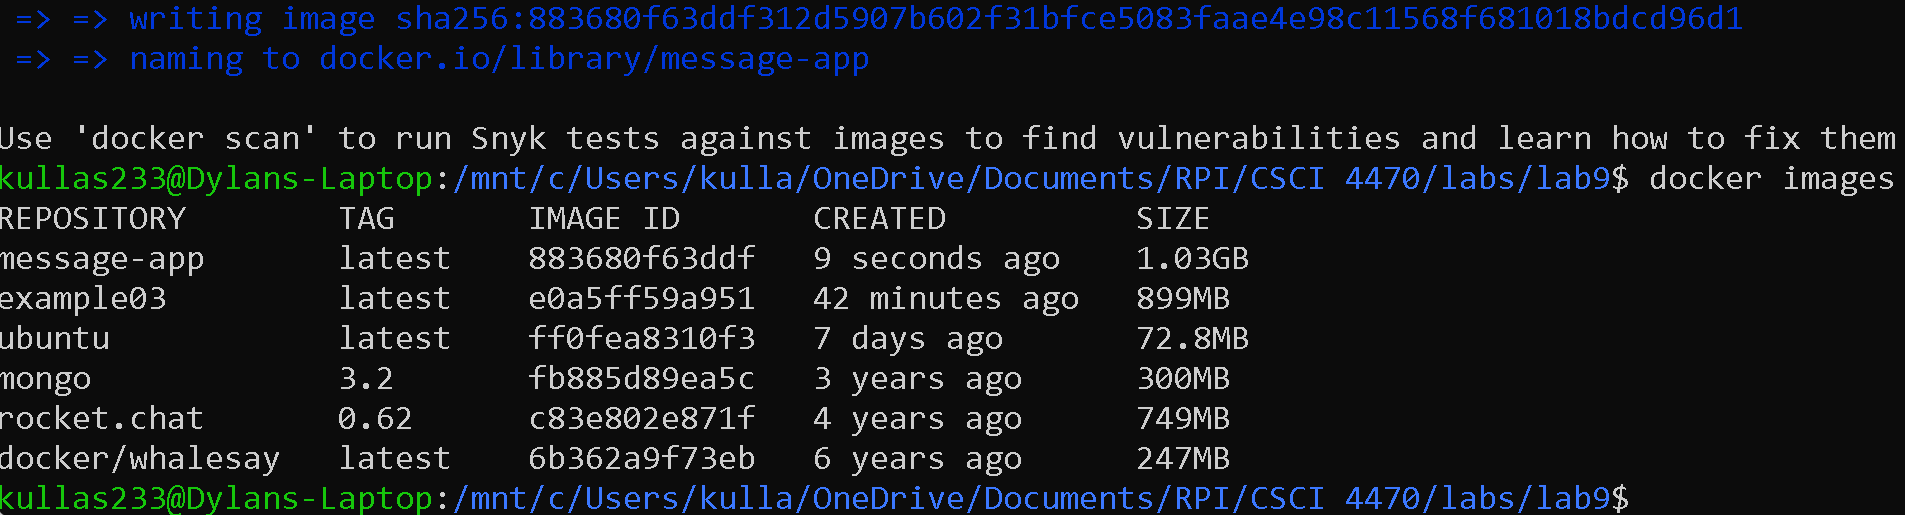 => => writing image sha256:883680f63ddf312d5907b602f31bfce5083faae4e98c11568f681018bdcd96d1
=> => naming to docker.io/library/message-app
Use 'docker scan' to run Snyk tests against images to find vulnerabilities and learn how to fix them
kullas233@Dylans-Laptop:/mnt/c/Users/kulla/OneDrive/Documents/RPI/CSCI 4470/labs/lab9$ docker images
REPOSITORY TAG IMAGE ID CREATED SIZE
message-app latest 883680f63ddf 9 seconds ago 1.03GB
example03 latest e0a5ff59a951 42 minutes ago 899MB
ubuntu latest ff0fea8310f3 7 days ago 72.8MB
mongo 3.2 fb885d89ea5c 3 years ago 300MB
rocket.chat 0.62 c83e802e871f 4 years ago 749MB
docker/whalesay latest 6b362a9f73eb 6 years ago 247MB
kullas233@Dylans-Laptop:/mnt/c/Users/kulla/OneDrive/Documents/RPI/CSCI 4470/labs/lab9$